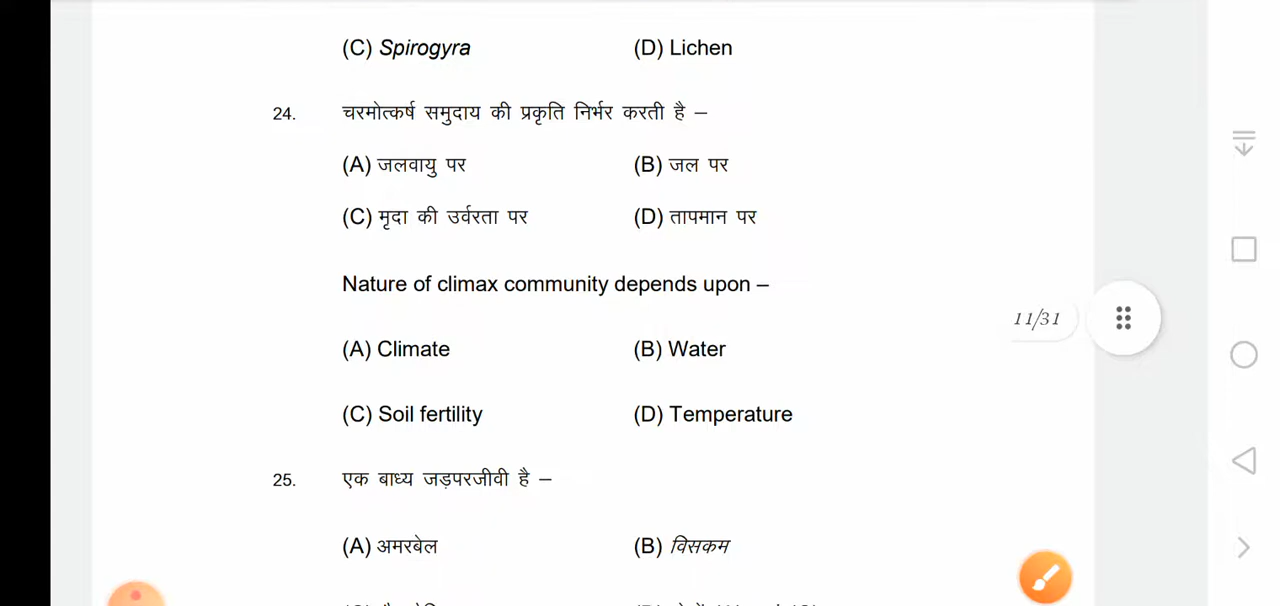 (C) Spirogyra (D) Lichen
24. चरमोत्कर्ष समुदाय की प्रकृति निर्भर करती है –
(A) जलवायु पर (B) जल पर
(C) मृदा की उर्वरता पर (D) तापमान पर
Nature of climax community depends upon –
11/31
(A) Climate (B) Water
(C) Soil fertility (D) Temperature
25. एक बाध्य जड़परजीवी है –
(A) अमरबेल (B) विसकम